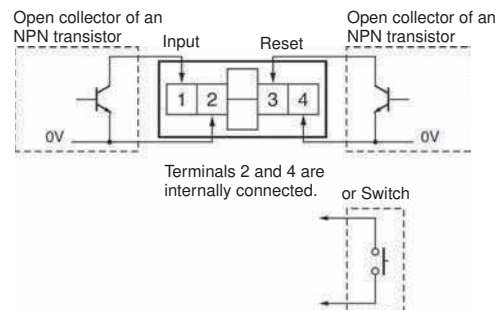 Open collector of an
NPN transistor
Input
Reset
Open collector of an
NPN transistor
1 2 3 4
0V
0V
Terminals 2 and 4 are
internally connected.
or Switch